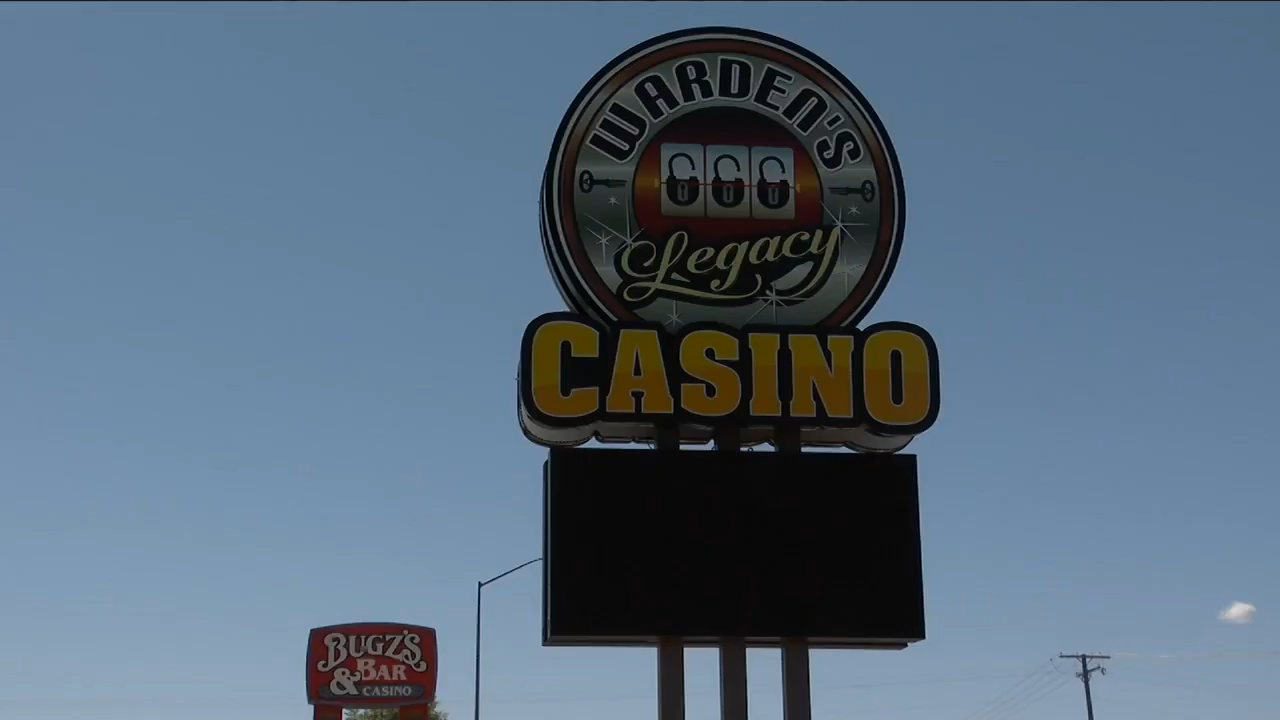 WARDEN'S
Legacy
CASINO
BUGZ'S
& BAR
CASINO